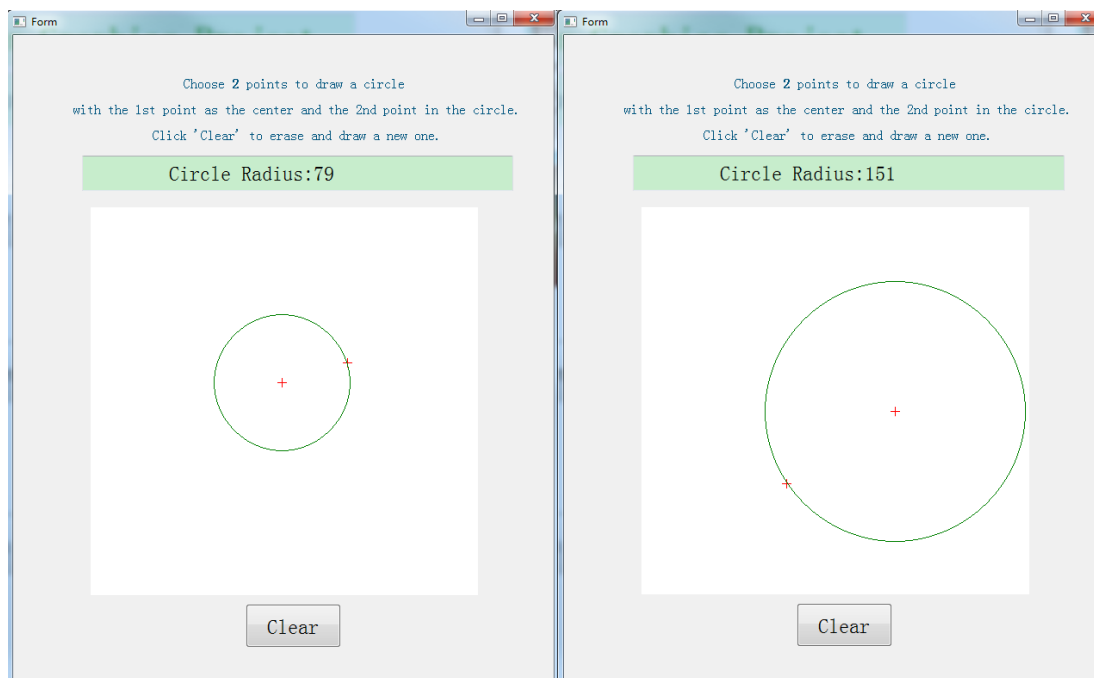 Form
Choose 2 points to draw a circle
with the 1st point as the center and the 2nd point in the circle.
Click 'Clear' to erase and draw a new one.
Circle Radius:79
Clear
Form
Choose 2 points to draw a circle
with the 1st point as the center and the 2nd point in the circle.
Click 'Clear' to erase and draw a new one.
Circle Radius:151
Clear